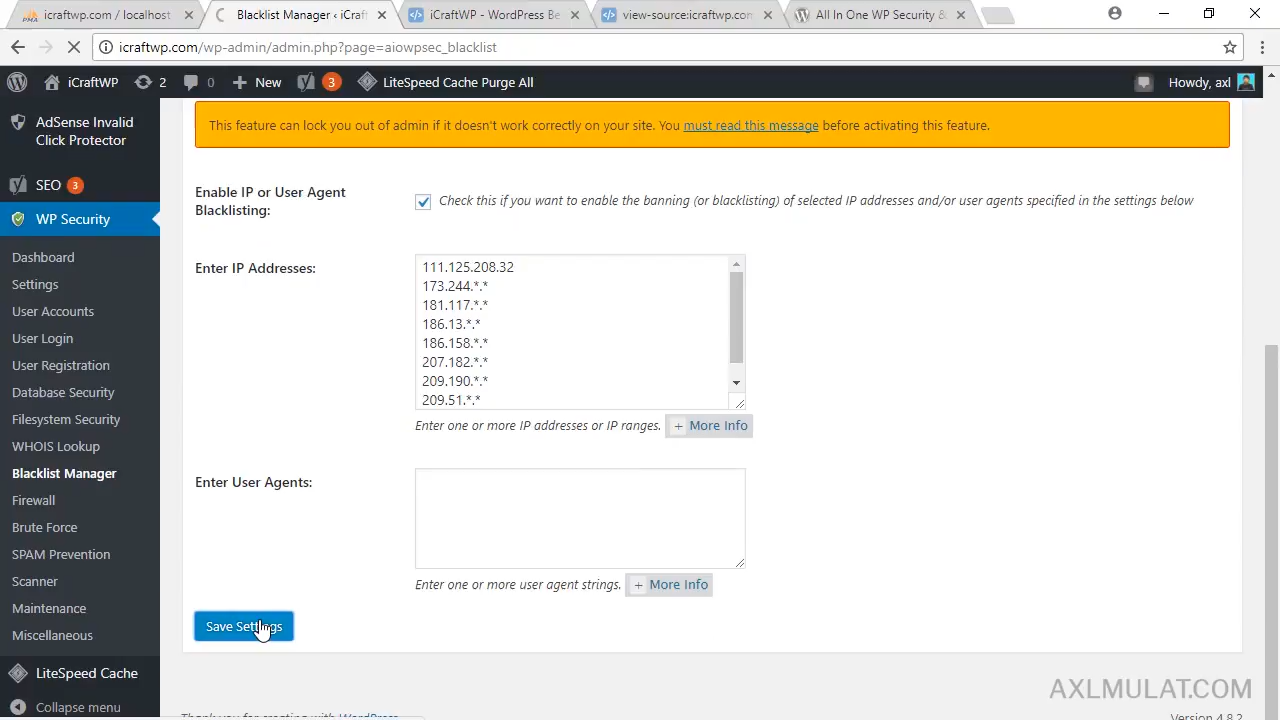 icraftwp.com / localhost
Blacklist Manager ‹ iCraf
iCraftWP - WordPress Be
view-source:icraftwp.com
All In One WP Security &
icraftwp.com/wp-admin/admin.php?page=aiowpsec_blacklist
iCraftWP
2
0
New
3
LiteSpeed Cache Purge All
Howdy, axl
AdSense Invalid
Click Protector
SEO 3
WP Security
Dashboard
Settings
User Accounts
User Login
User Registration
Database Security
Filesystem Security
WHOIS Lookup
Blacklist Manager
Firewall
Brute Force
SPAM Prevention
Scanner
Maintenance
Miscellaneous
LiteSpeed Cache
Collapse menu
This feature can lock you out of admin if it doesn't work correctly on your site. You must read this message before activating this feature.
Enable IP or User Agent
Blacklisting:
Check this if you want to enable the banning (or blacklisting) of selected IP addresses and/or user agents specified in the settings below
Enter IP Addresses:
111.125.208.32
173.244.*.*
181.117.*.*
186.13.*.*
186.158.*.*
207.182.*.*
209.190.*.*
209.51.*.*
Enter one or more IP addresses or IP ranges.
+ More Info
Enter User Agents:
Enter one or more user agent strings.
+ More Info
Save Settings
AXLMULAT.COM
Thank you for creating with WordPress
Version 4.8.2